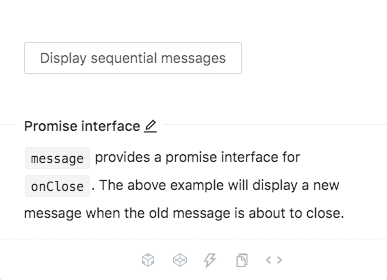 Display sequential messages
Promise interface
message provides a promise interface for
onClose. The above example will display a new
message when the old message is about to close.